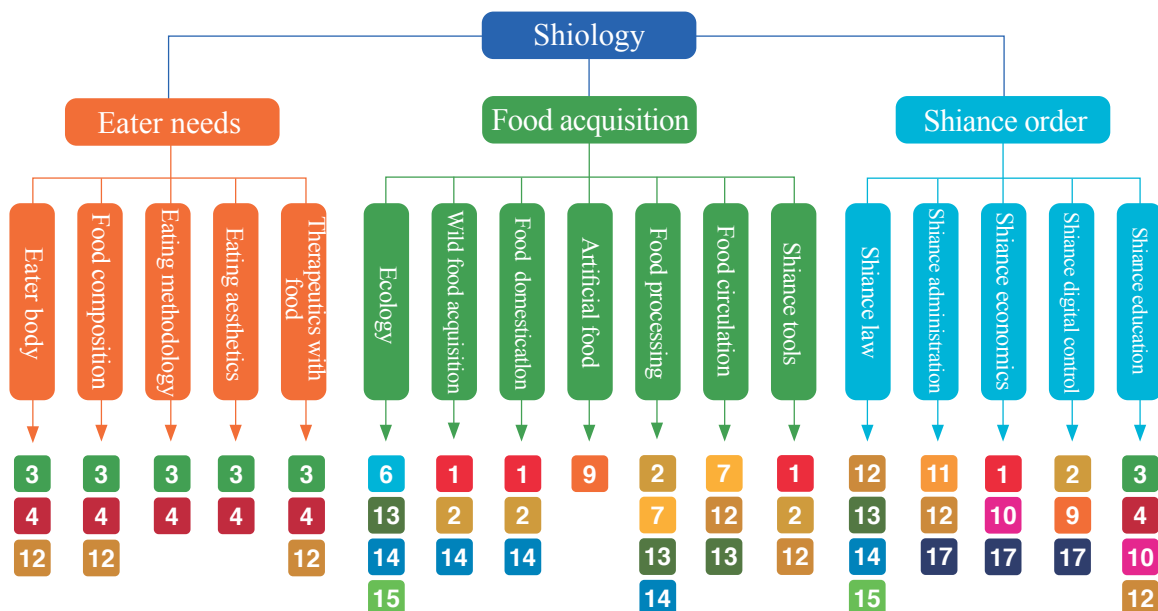 Shiology
Eater needs
Food acquisition
Shiance order
Eater body
Food composition
Eating methodology
Eating aesthetics
Therapeutics with
food
Ecology
Wild food acquisition
Food domesticatlon
Artificial food
Food processing
Food circulation
Shiance tools
Shiance law
Shiance administration
Shiance economics
Shiance digital control
Shiance education
3 3 3 3 3 6 1 1 9 2 7 1 12 11 1 2 3
4 4 4 4 4 13 2 2 7 12 2 13 12 10 9 4
12 12 12 14 14 14 13 13 12 14 17 17 17 10
15 14 15 12